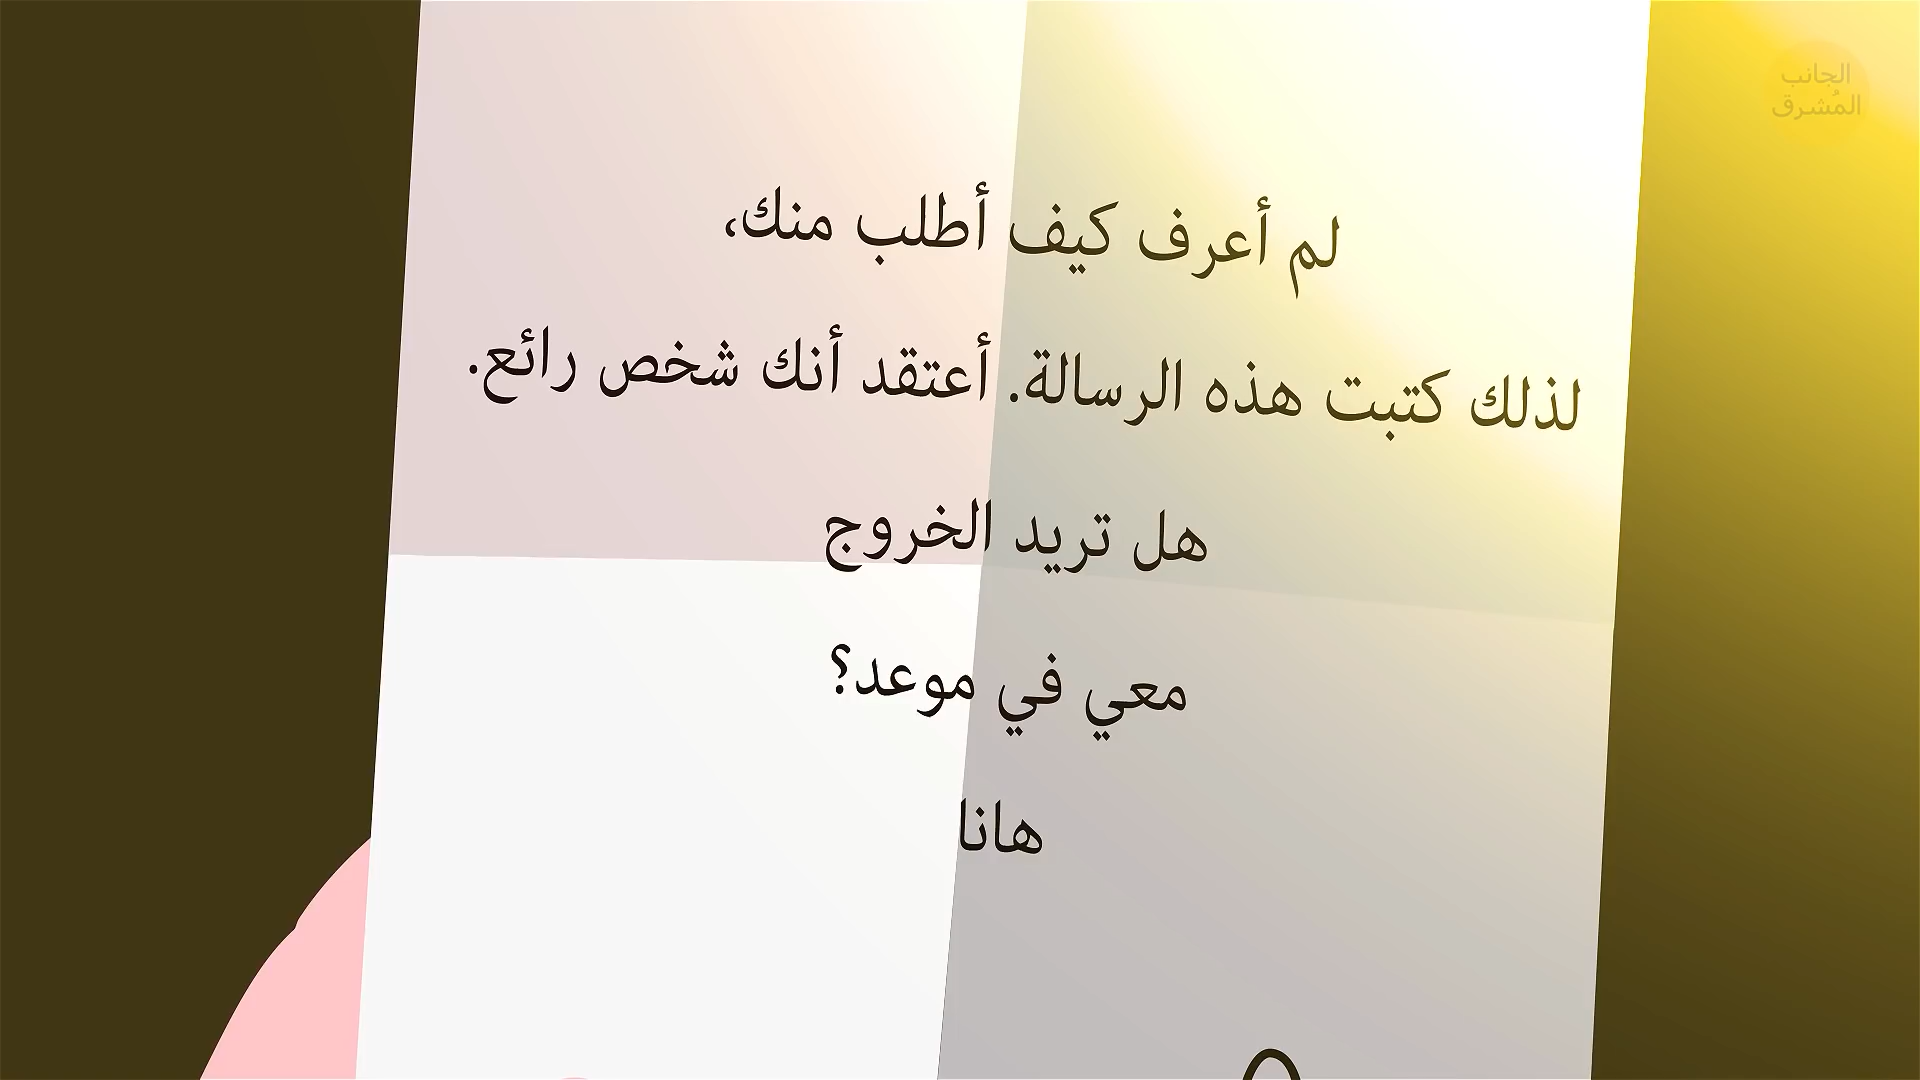 الجانب
المُشرق
لم أعرف كيف أطلب منك،
لذلك كتبت هذه الرسالة. أعتقد أنك شخص رائع.
هل تريد الخروج
معي في موعد؟
هانا